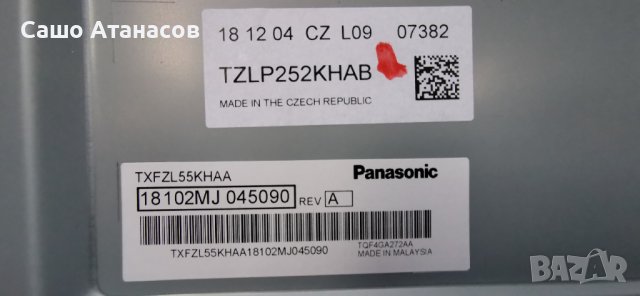 Сашо Атанасов
18 12 04 CZ L09 07382
TZLP252KHAB
MADE IN THE CZECH REPUBLIC
TXFZL55KHAA
Panasonic
18102MJ 045090 REV A
TXFZL55KHAA18102MJ045090
TQF4GA272AA
MADE IN MALAYSIA
BAZAR